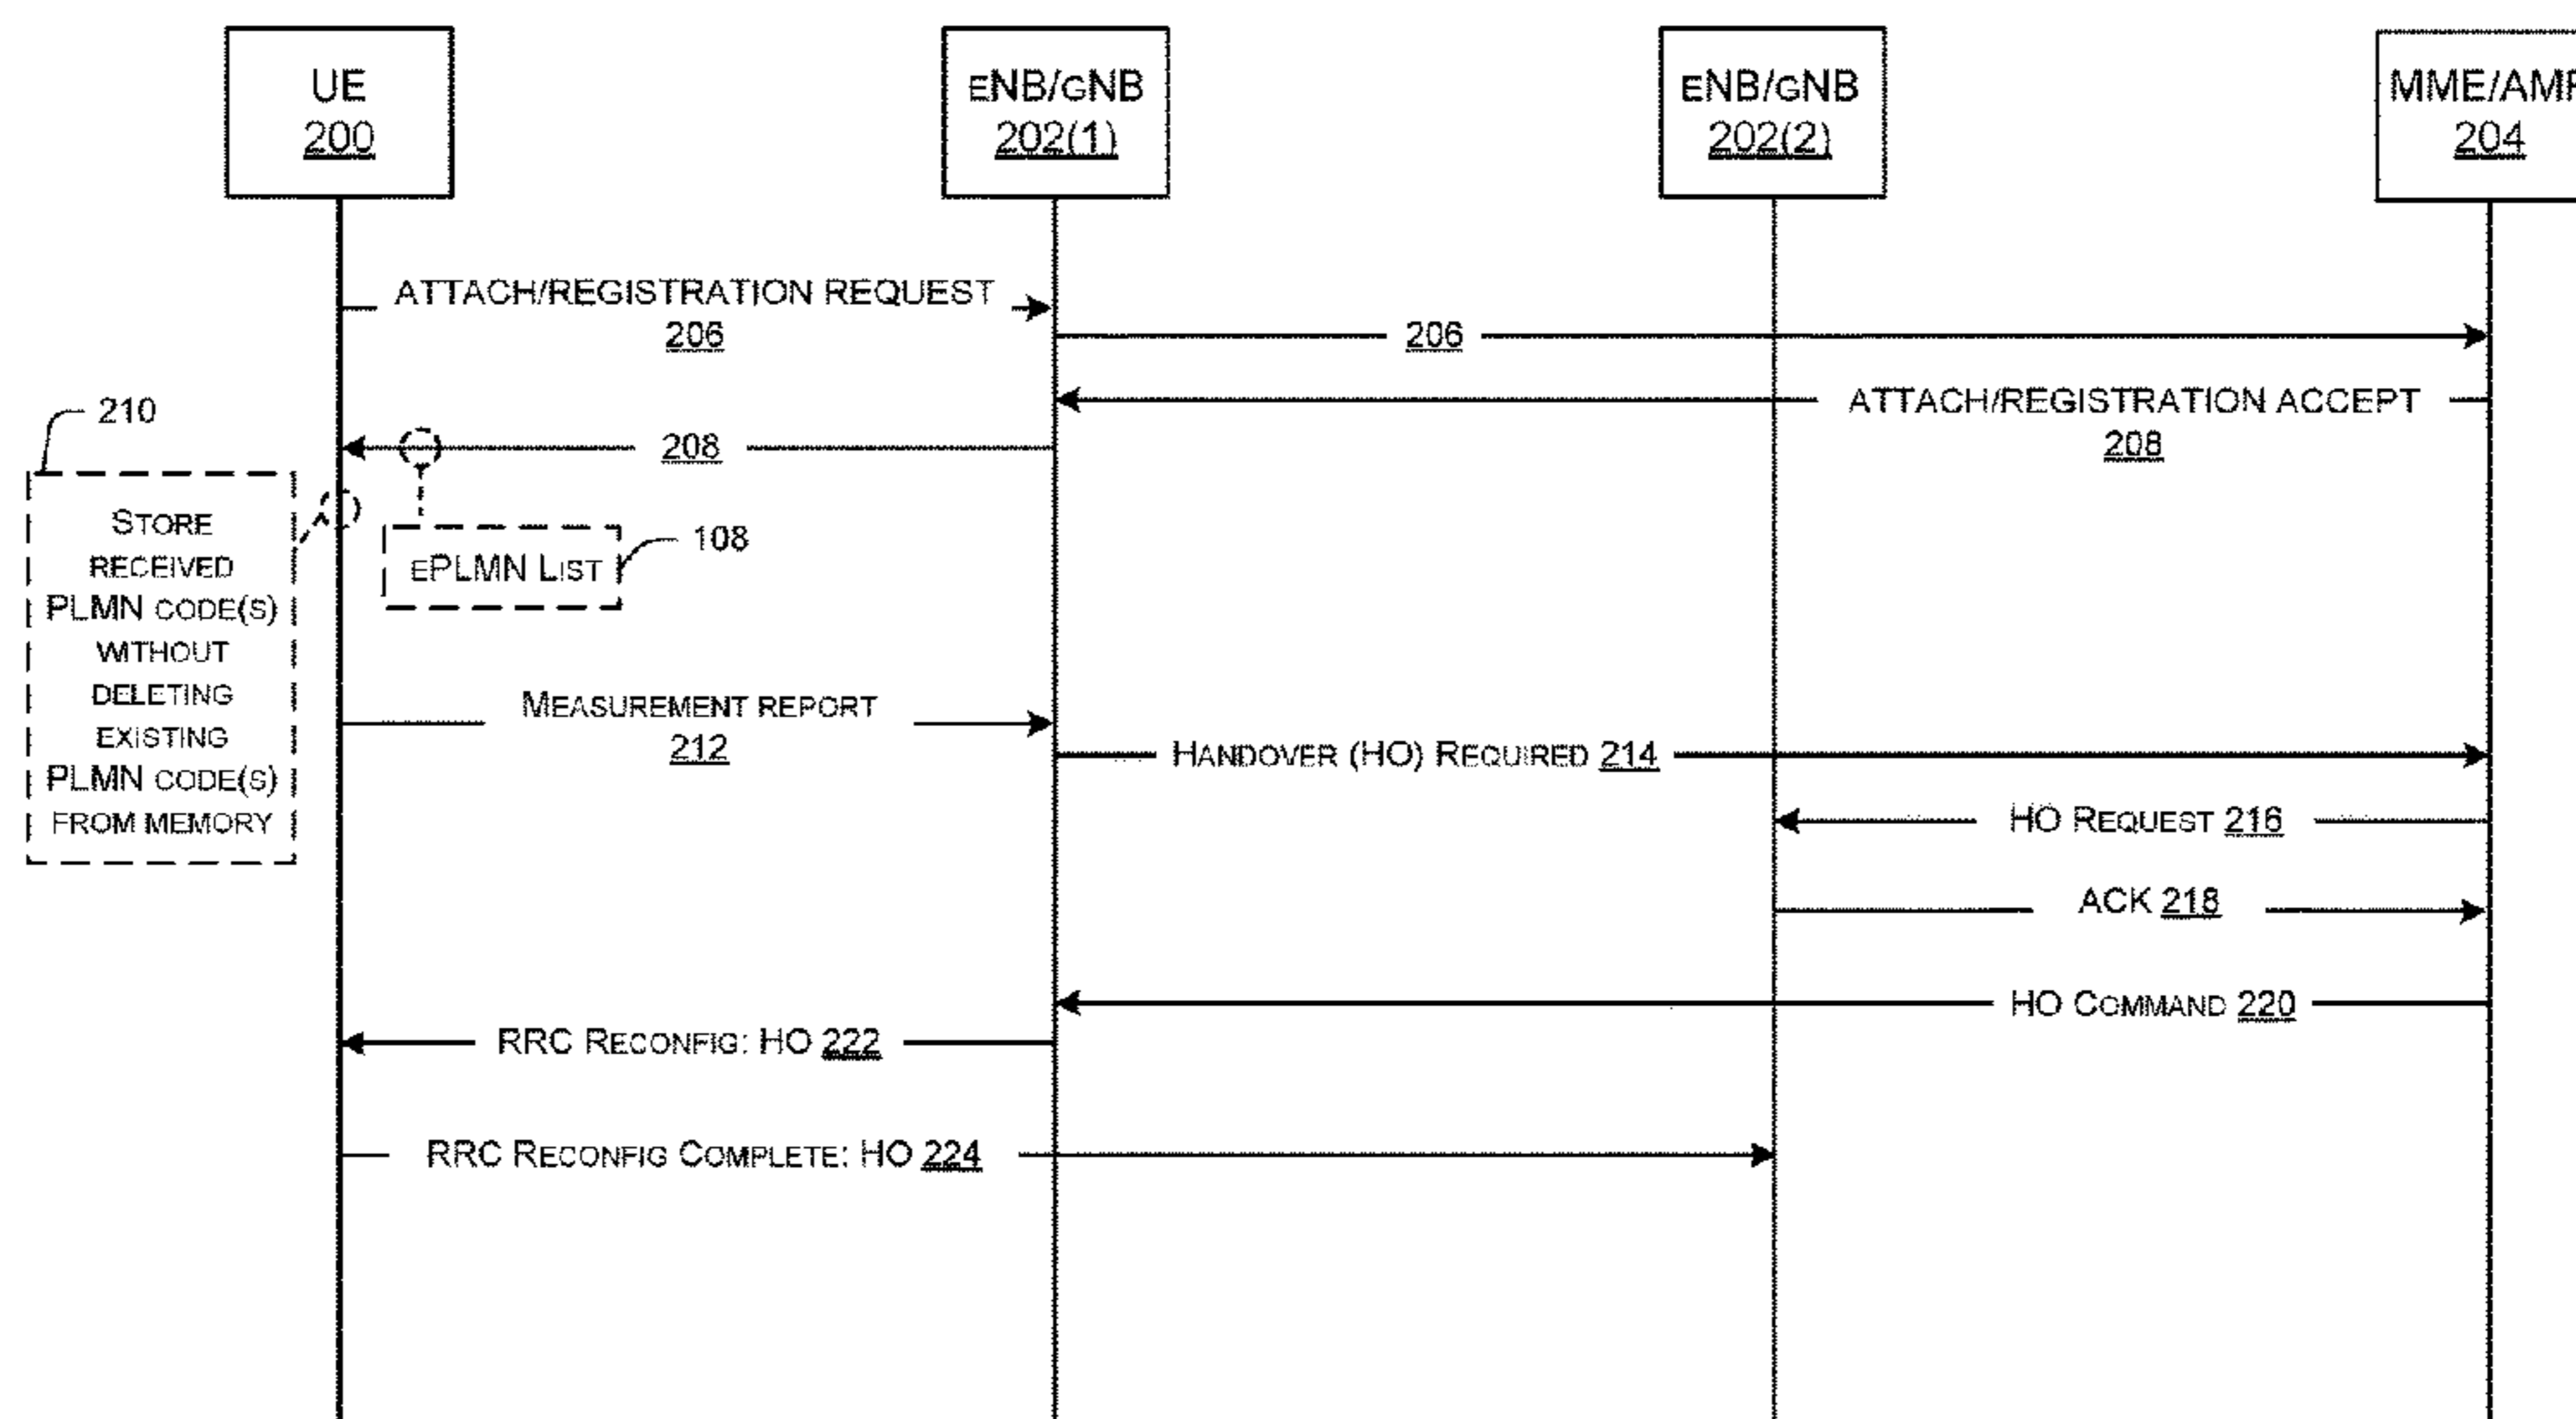 UE
200
eNB/gNB
202(1)
eNB/gNB
202(2)
MME/AMF
204
ATTACH/REGISTRATION REQUEST
206
206
ATTACH/REGISTRATION ACCEPT
208
208
210
STORE
RECEIVED
PLMN CODE(S)
WITHOUT
DELETING
EXISTING
PLMN CODE(S)
FROM MEMORY
ePLMN LIST
108
MEASUREMENT REPORT
212
HANDOVER (HO) REQUIRED 214
HO REQUEST 216
ACK 218
HO COMMAND 220
RRC RECONFIG: HO 222
RRC RECONFIG COMPLETE: HO 224